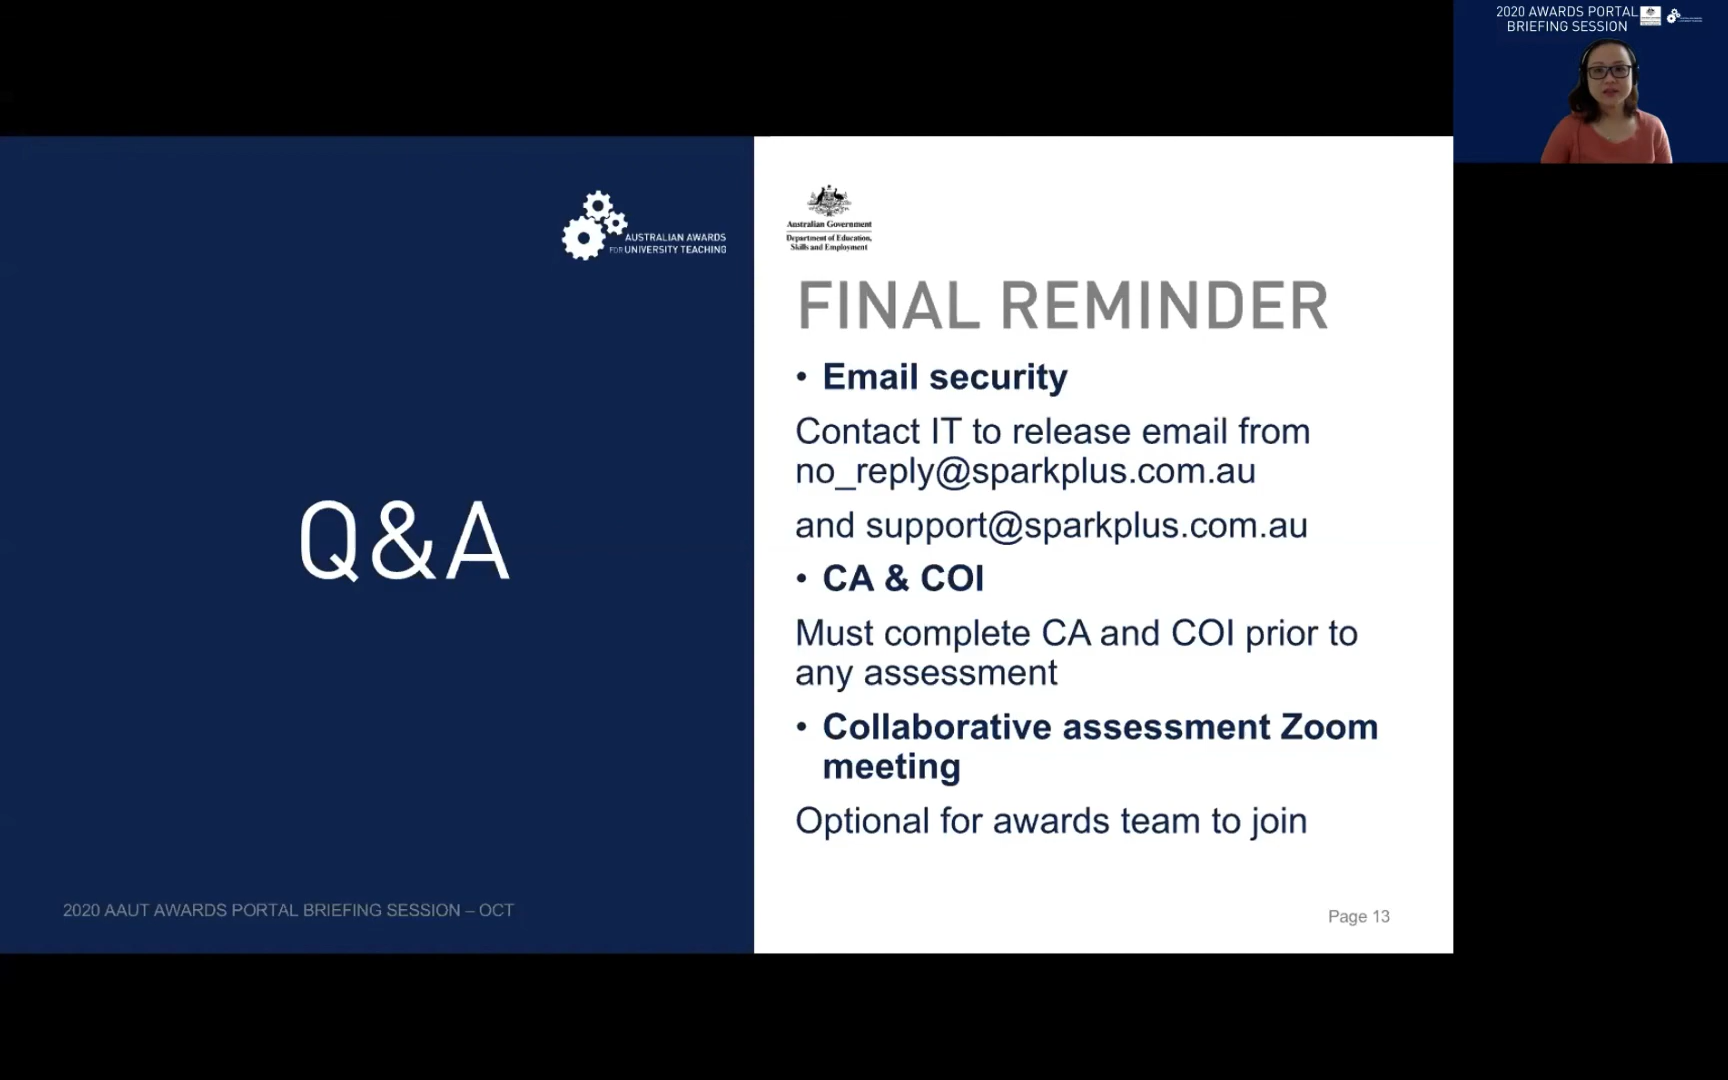 2020 AWARDS PORTAL
BRIEFING SESSION
AUSTRALIAN AWARDS
FOR UNIVERSITY TEACHING
Q&A
2020 AAUT AWARDS PORTAL BRIEFING SESSION – OCT
Australian Government
Department of Education,
Skills and Employment
FINAL REMINDER
• Email security
Contact IT to release email from
no_reply@sparkplus.com.au
and support@sparkplus.com.au
• CA & COI
Must complete CA and COI prior to
any assessment
• Collaborative assessment Zoom
meeting
Optional for awards team to join
Page 13